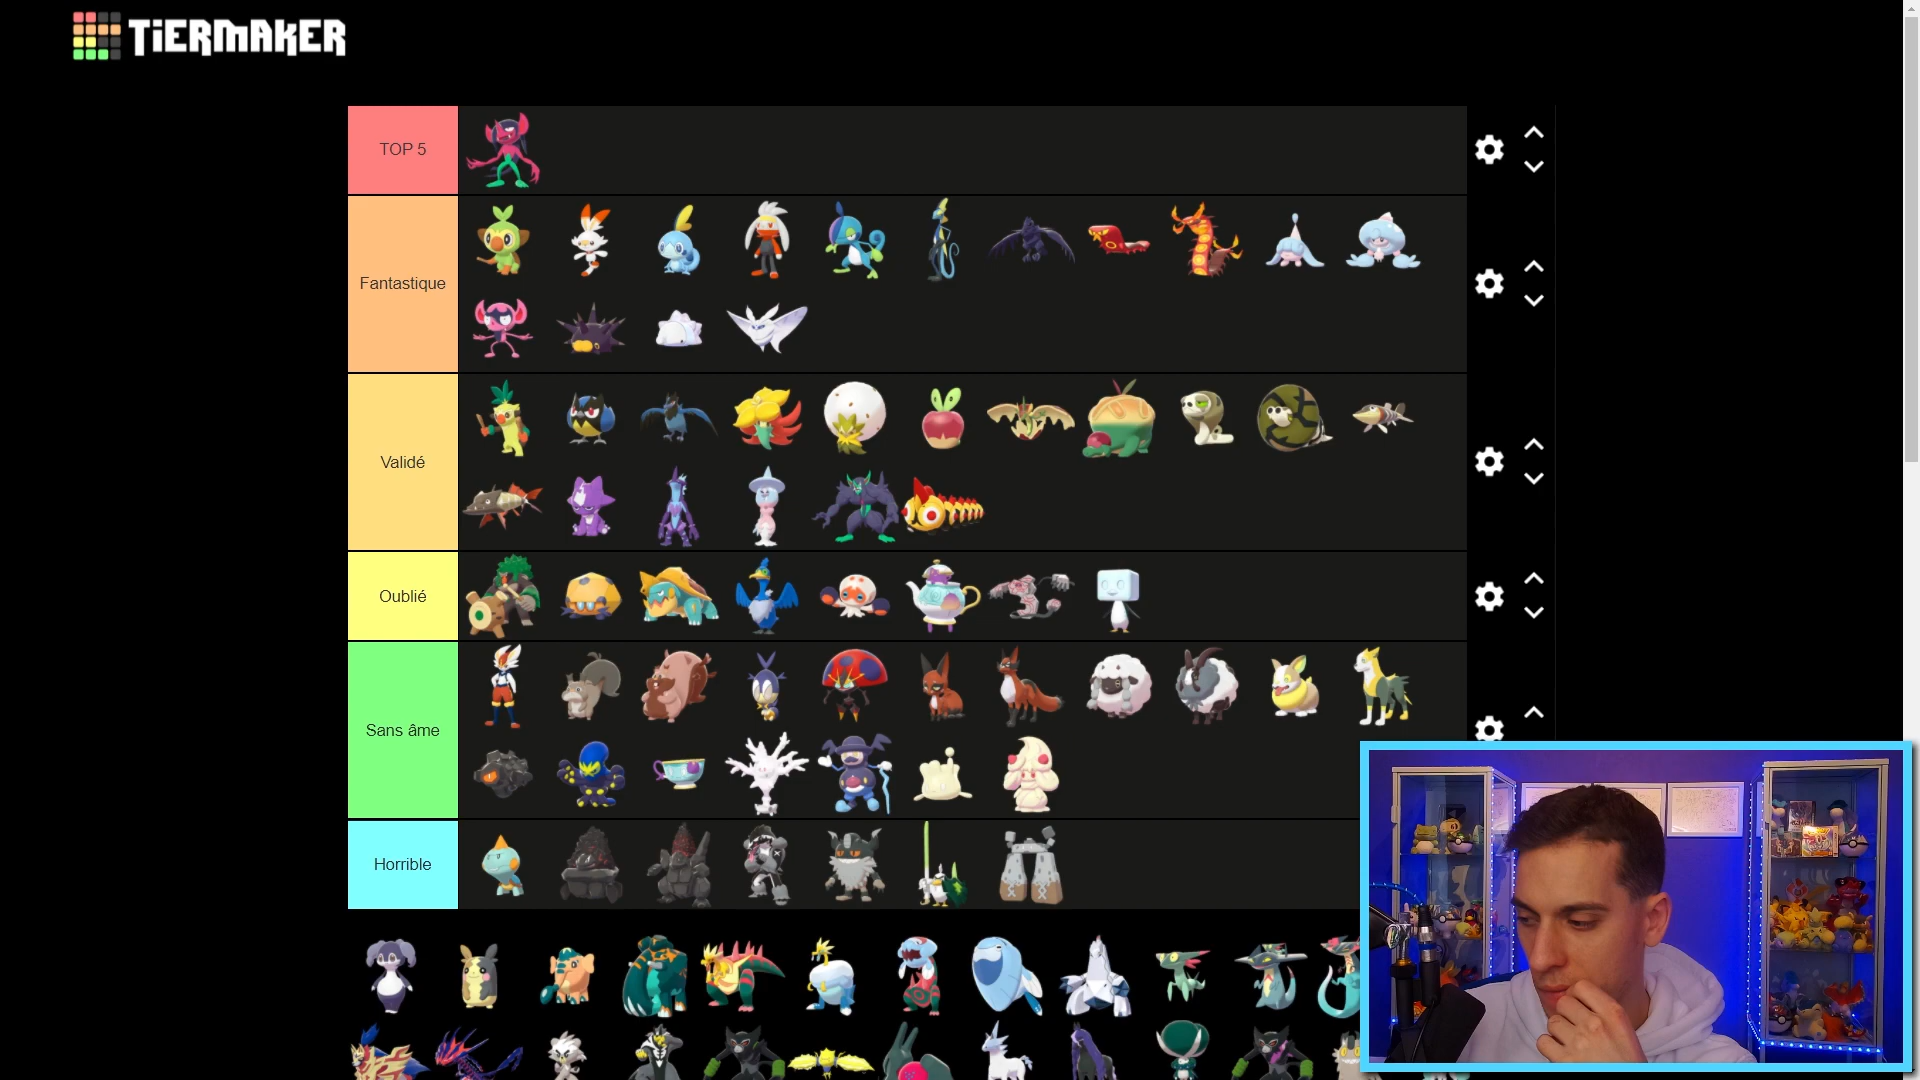 TiERMAKER
TOP 5
Fantastique
Validé
Oublié
Sans âme
Horrible